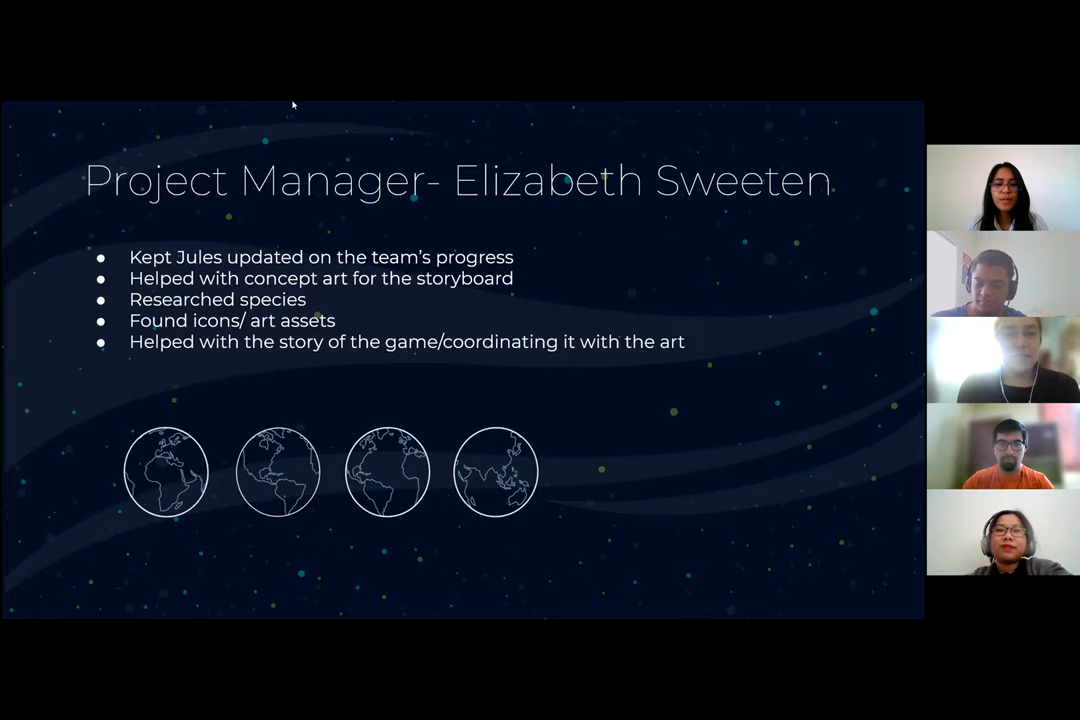 Project Manager- Elizabeth Sweeten
● Kept Jules updated on the team's progress
● Helped with concept art for the storyboard
● Researched species
● Found icons/ art assets
● Helped with the story of the game/coordinating it with the art